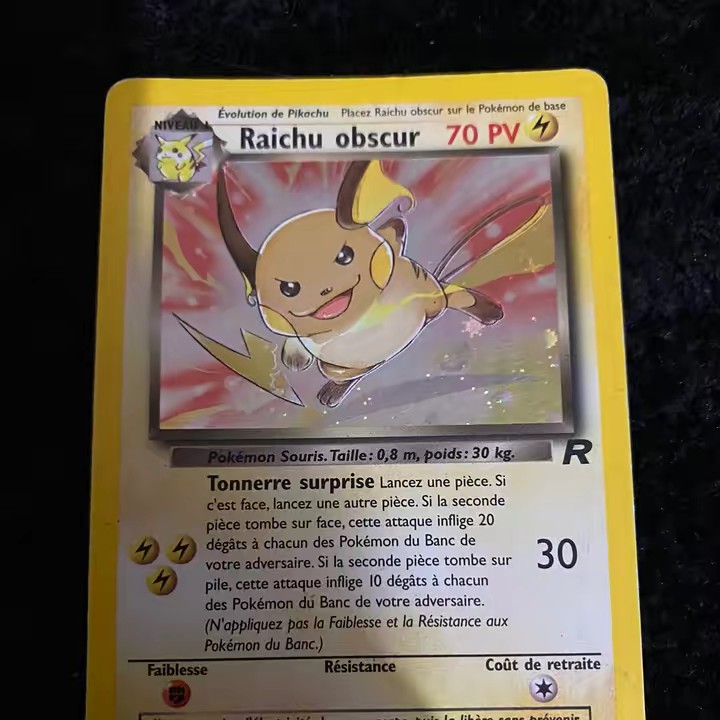 Évolution de Pikachu Placez Raichu obscur sur le Pokémon de base
NIVEAU 1
Raichu obscur 70 PV
Pokémon Souris. Taille: 0,8 m, poids: 30 kg.
R
Tonnerre surprise Lancez une pièce. Si
c'est face, lancez une autre pièce. Si la seconde
pièce tombe sur face, cette attaque inflige 20
dégâts à chacun des Pokémon du Banc de
votre adversaire. Si la seconde pièce tombe sur
pile, cette attaque inflige 10 dégâts à chacun
des Pokémon du Banc de votre adversaire.
(N'appliquez pas la Faiblesse et la Résistance aux
Pokémon du Banc.)
30
Faiblesse Résistance Coût de retraite